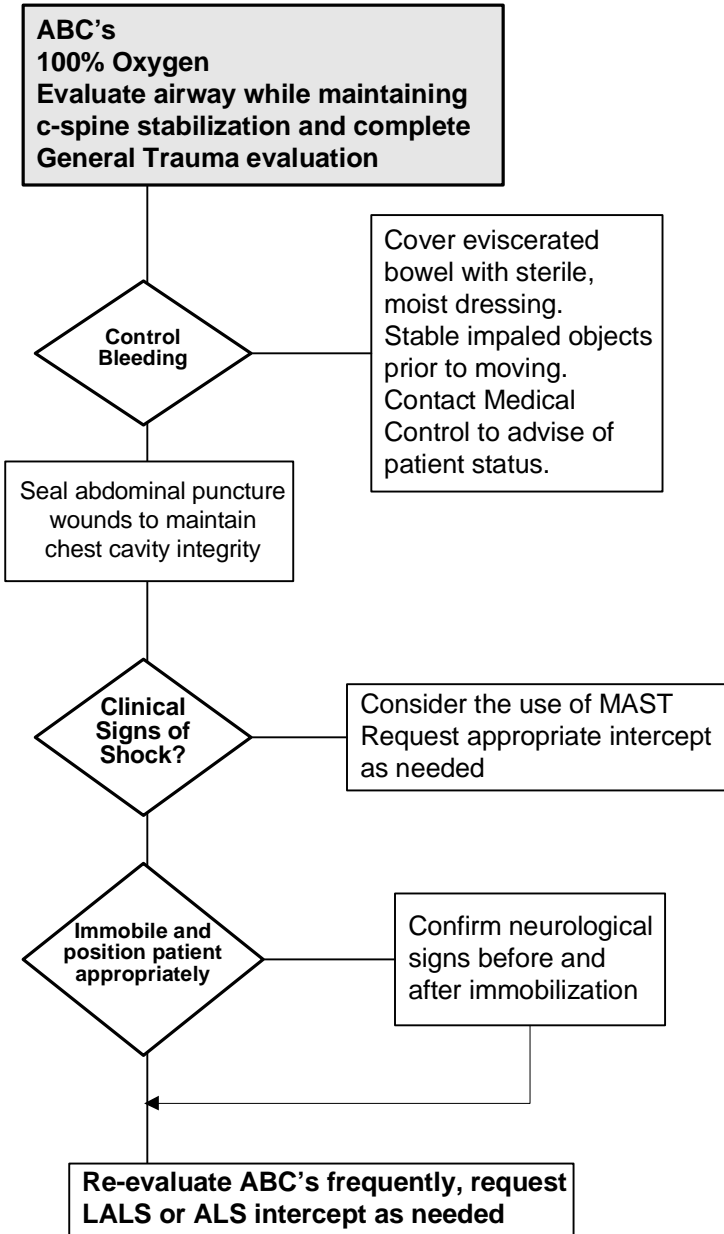 ABC's
100% Oxygen
Evaluate airway while maintaining
c-spine stabilization and complete
General Trauma evaluation
Control
Bleeding
Cover eviscerated
bowel with sterile,
moist dressing.
Stable impaled objects
prior to moving.
Contact Medical
Control to advise of
patient status.
Seal abdominal puncture
wounds to maintain
chest cavity integrity
Clinical
Signs of
Shock?
Consider the use of MAST
Request appropriate intercept
as needed
Immobile and
position patient
appropriately
Confirm neurological
signs before and
after immobilization
Re-evaluate ABC's frequently, request
LALS or ALS intercept as needed